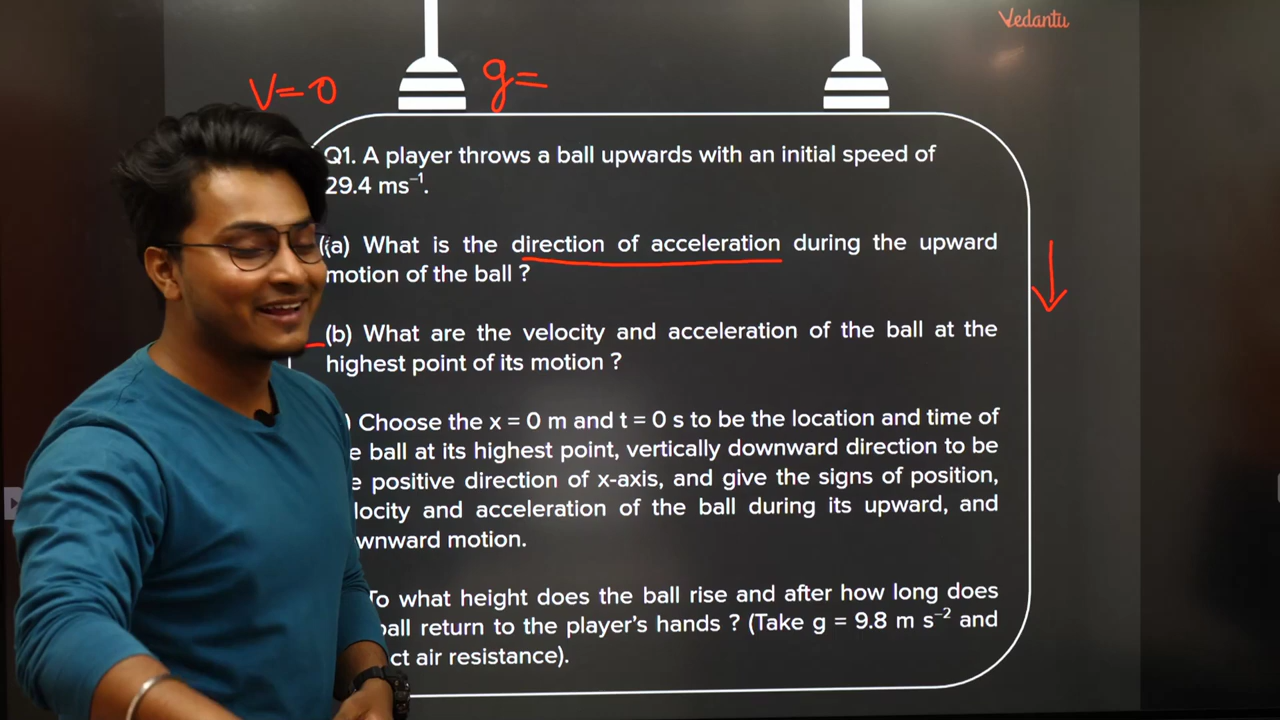 Vedantu
V=0 g=
Q1. A player throws a ball upwards with an initial speed of
29.4 ms⁻¹.
(a) What is the direction of acceleration during the upward
motion of the ball ?
(b) What are the velocity and acceleration of the ball at the
highest point of its motion ?
) Choose the x = 0 m and t = 0 s to be the location and time of
e ball at its highest point, vertically downward direction to be
e positive direction of x-axis, and give the signs of position,
locity and acceleration of the ball during its upward, and
wnward motion.
To what height does the ball rise and after how long does
ball return to the player's hands ? (Take g = 9.8 m s⁻² and
ct air resistance).